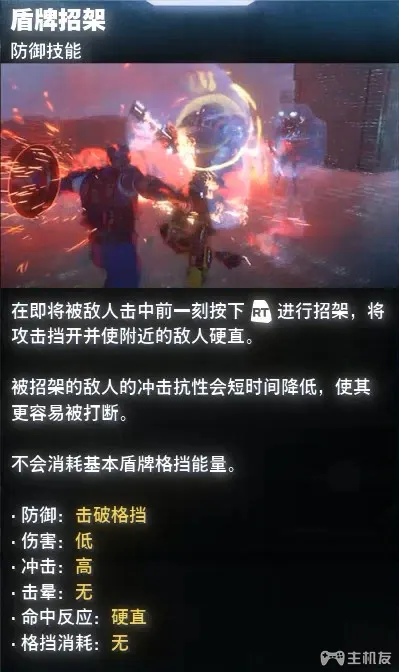 盾牌招架
防御技能
在即将被敌人击中前一刻按下 RT 进行招架，将
攻击挡开并使附近的敌人硬直。
被招架的敌人的冲击抗性会短时间降低，使其
更容易被打断。
不会消耗基本盾牌格挡能量。
· 防御：击破格挡
· 伤害：低
· 冲击：高
· 击晕：无
· 命中反应：硬直
· 格挡消耗：无
主机友